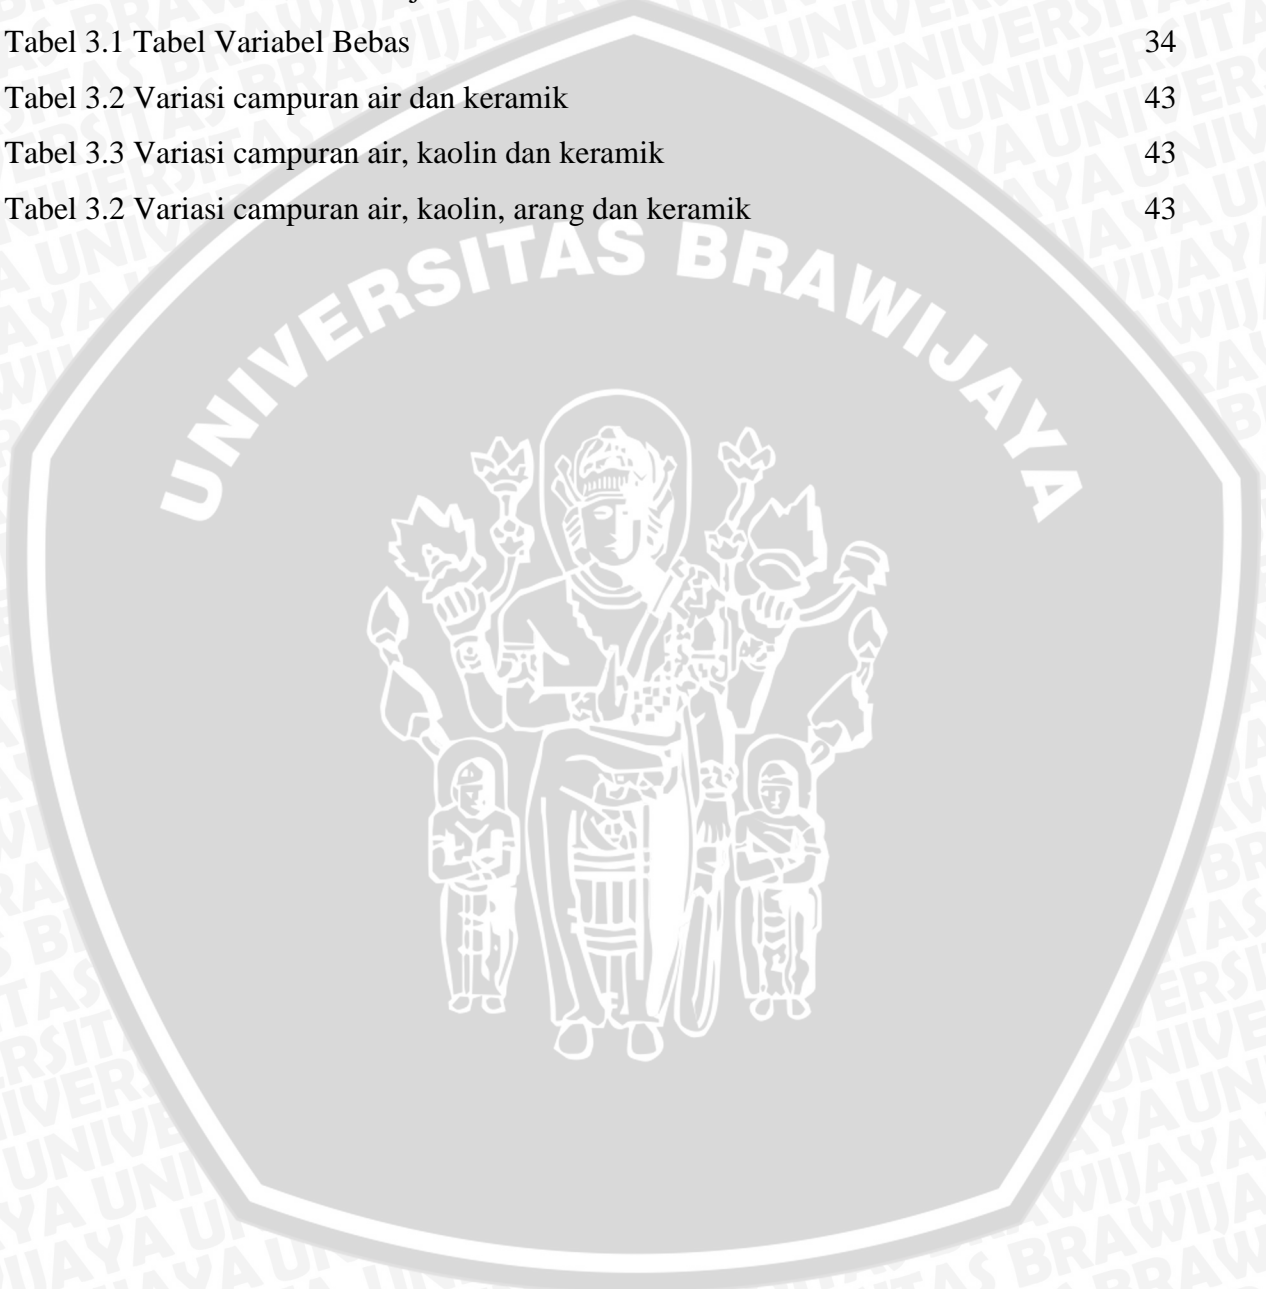 Tabel 3.1 Tabel Variabel Bebas 34
Tabel 3.2 Variasi campuran air dan keramik 43
Tabel 3.3 Variasi campuran air, kaolin dan keramik 43
Tabel 3.2 Variasi campuran air, kaolin, arang dan keramik 43
UNIVERSITAS BRAWIJAYA